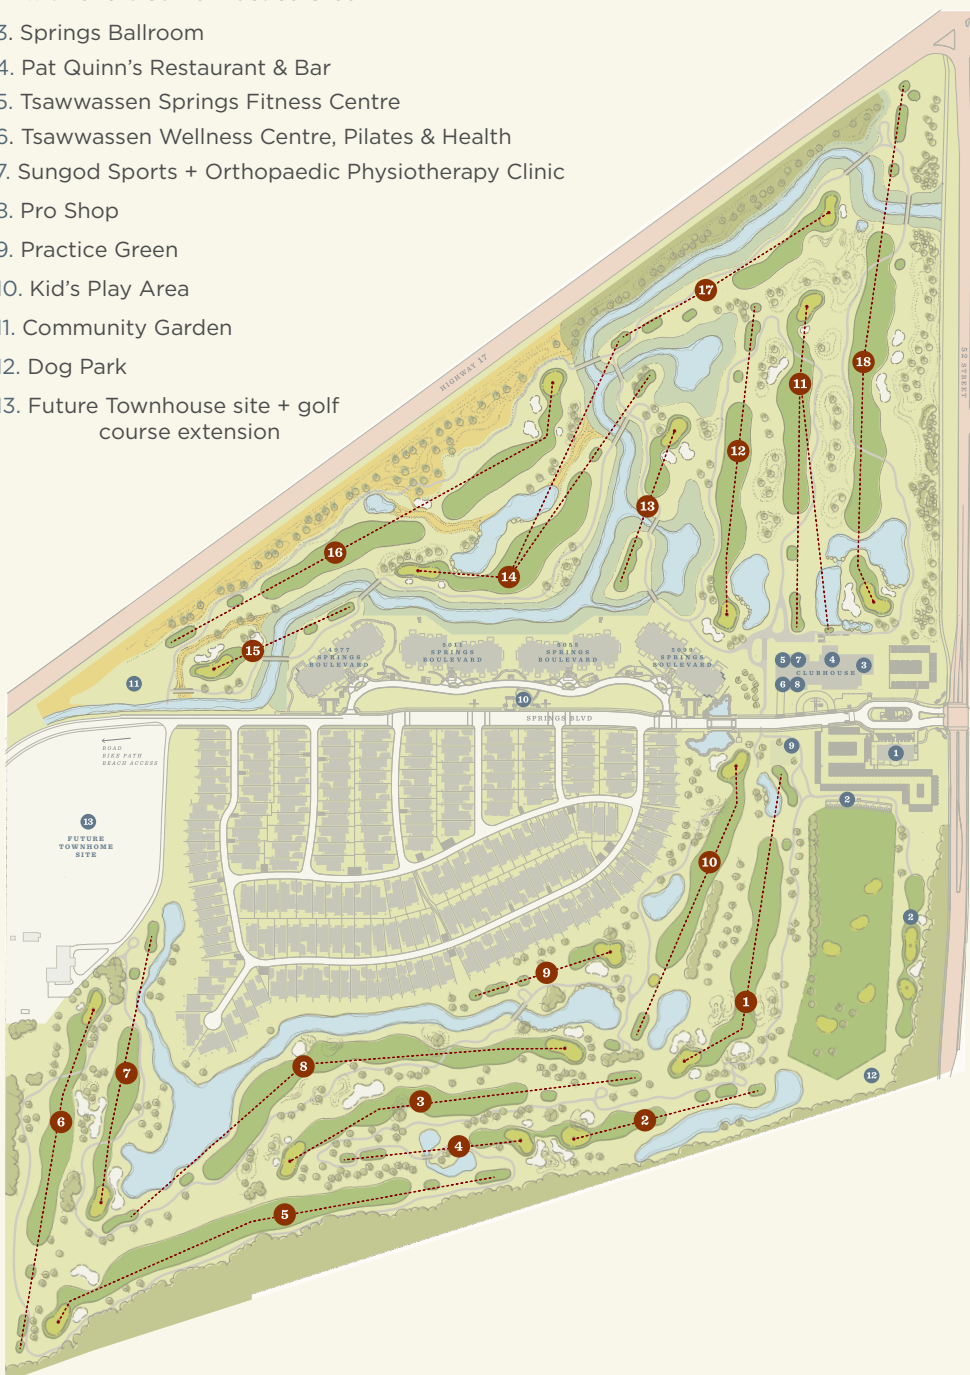 3. Springs Ballroom
4. Pat Quinn's Restaurant & Bar
5. Tsawwassen Springs Fitness Centre
6. Tsawwassen Wellness Centre, Pilates & Health
7. Sungod Sports + Orthopaedic Physiotherapy Clinic
8. Pro Shop
9. Practice Green
10. Kid's Play Area
11. Community Garden
12. Dog Park
13. Future Townhouse site + golf
course extension
HIGHWAY 17
52 STREET
17
18
11
12
13
16
14
15
4977
SPRINGS
BOULEVARD
5011
SPRINGS
BOULEVARD
5055
SPRINGS
BOULEVARD
SPRINGS
BOULEVARD
5 7
4
3
CLUBHOUSE
6 8
11
10
SPRINGS BLVD
ROAD
BIKE PATH
BEACH ACCESS
9
1
2
13
FUTURE
TOWNHOME
SITE
10
2
9
1
8
7
12
3
6
2
4
5